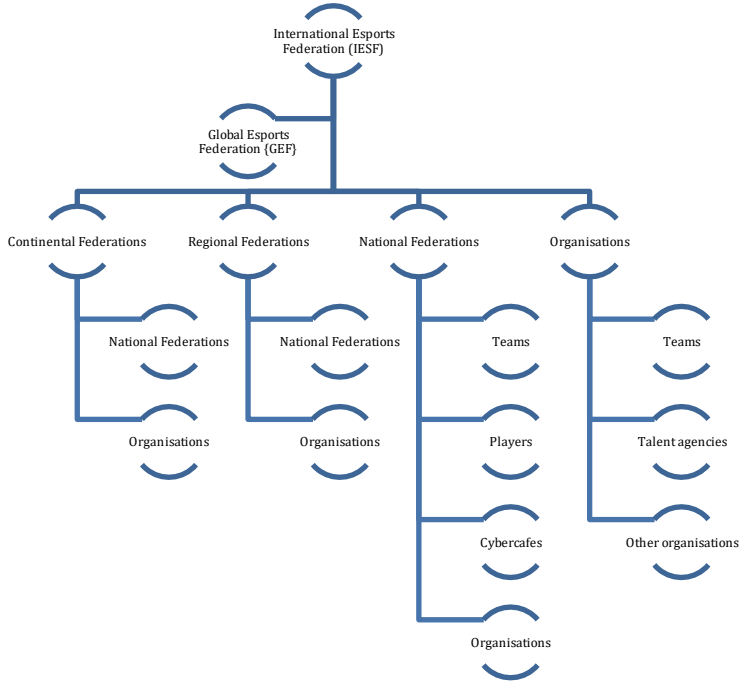 International Esports
Federation (IESF)
Global Esports
Federation {GEF}
Continental Federations
Regional Federations
National Federations
Organisations
National Federations
National Federations
Teams
Teams
Organisations
Organisations
Players
Talent agencies
Cybercafes
Other organisations
Organisations